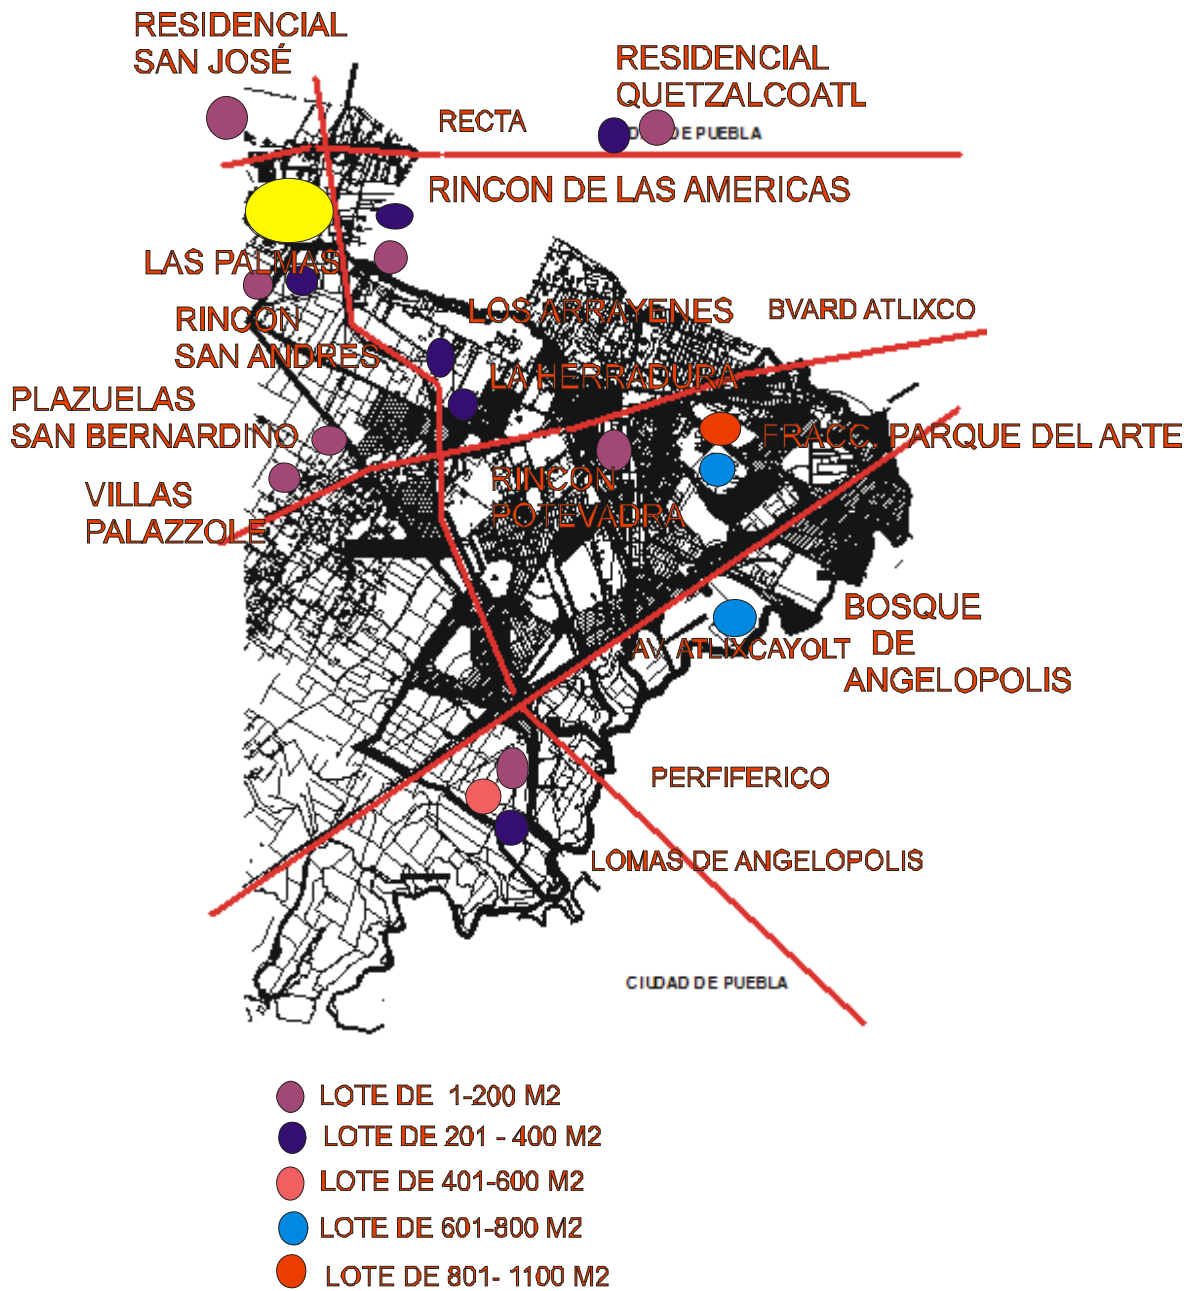 RESIDENCIAL
SAN JOSÉ
RESIDENCIAL
QUETZALCOATL
RECTA
DE PUEBLA
RINCON DE LAS AMERICAS
LAS PALMAS
RINCON
SAN ANDRES
LOS ARRAYENES
BVARD ATLIXCO
LA HERRADURA
PLAZUELAS
SAN BERNARDINO
FRACC. PARQUE DEL ARTE
RINCON
POTEVADRA
VILLAS
PALAZZOLE
BOSQUE
DE
ANGELOPOLIS
AV. ATLIXCAYOLT
PERFIFERICO
LOMAS DE ANGELOPOLIS
CIUDAD DE PUEBLA
LOTE DE 1-200 M2
LOTE DE 201 - 400 M2
LOTE DE 401-600 M2
LOTE DE 601-800 M2
LOTE DE 801- 1100 M2